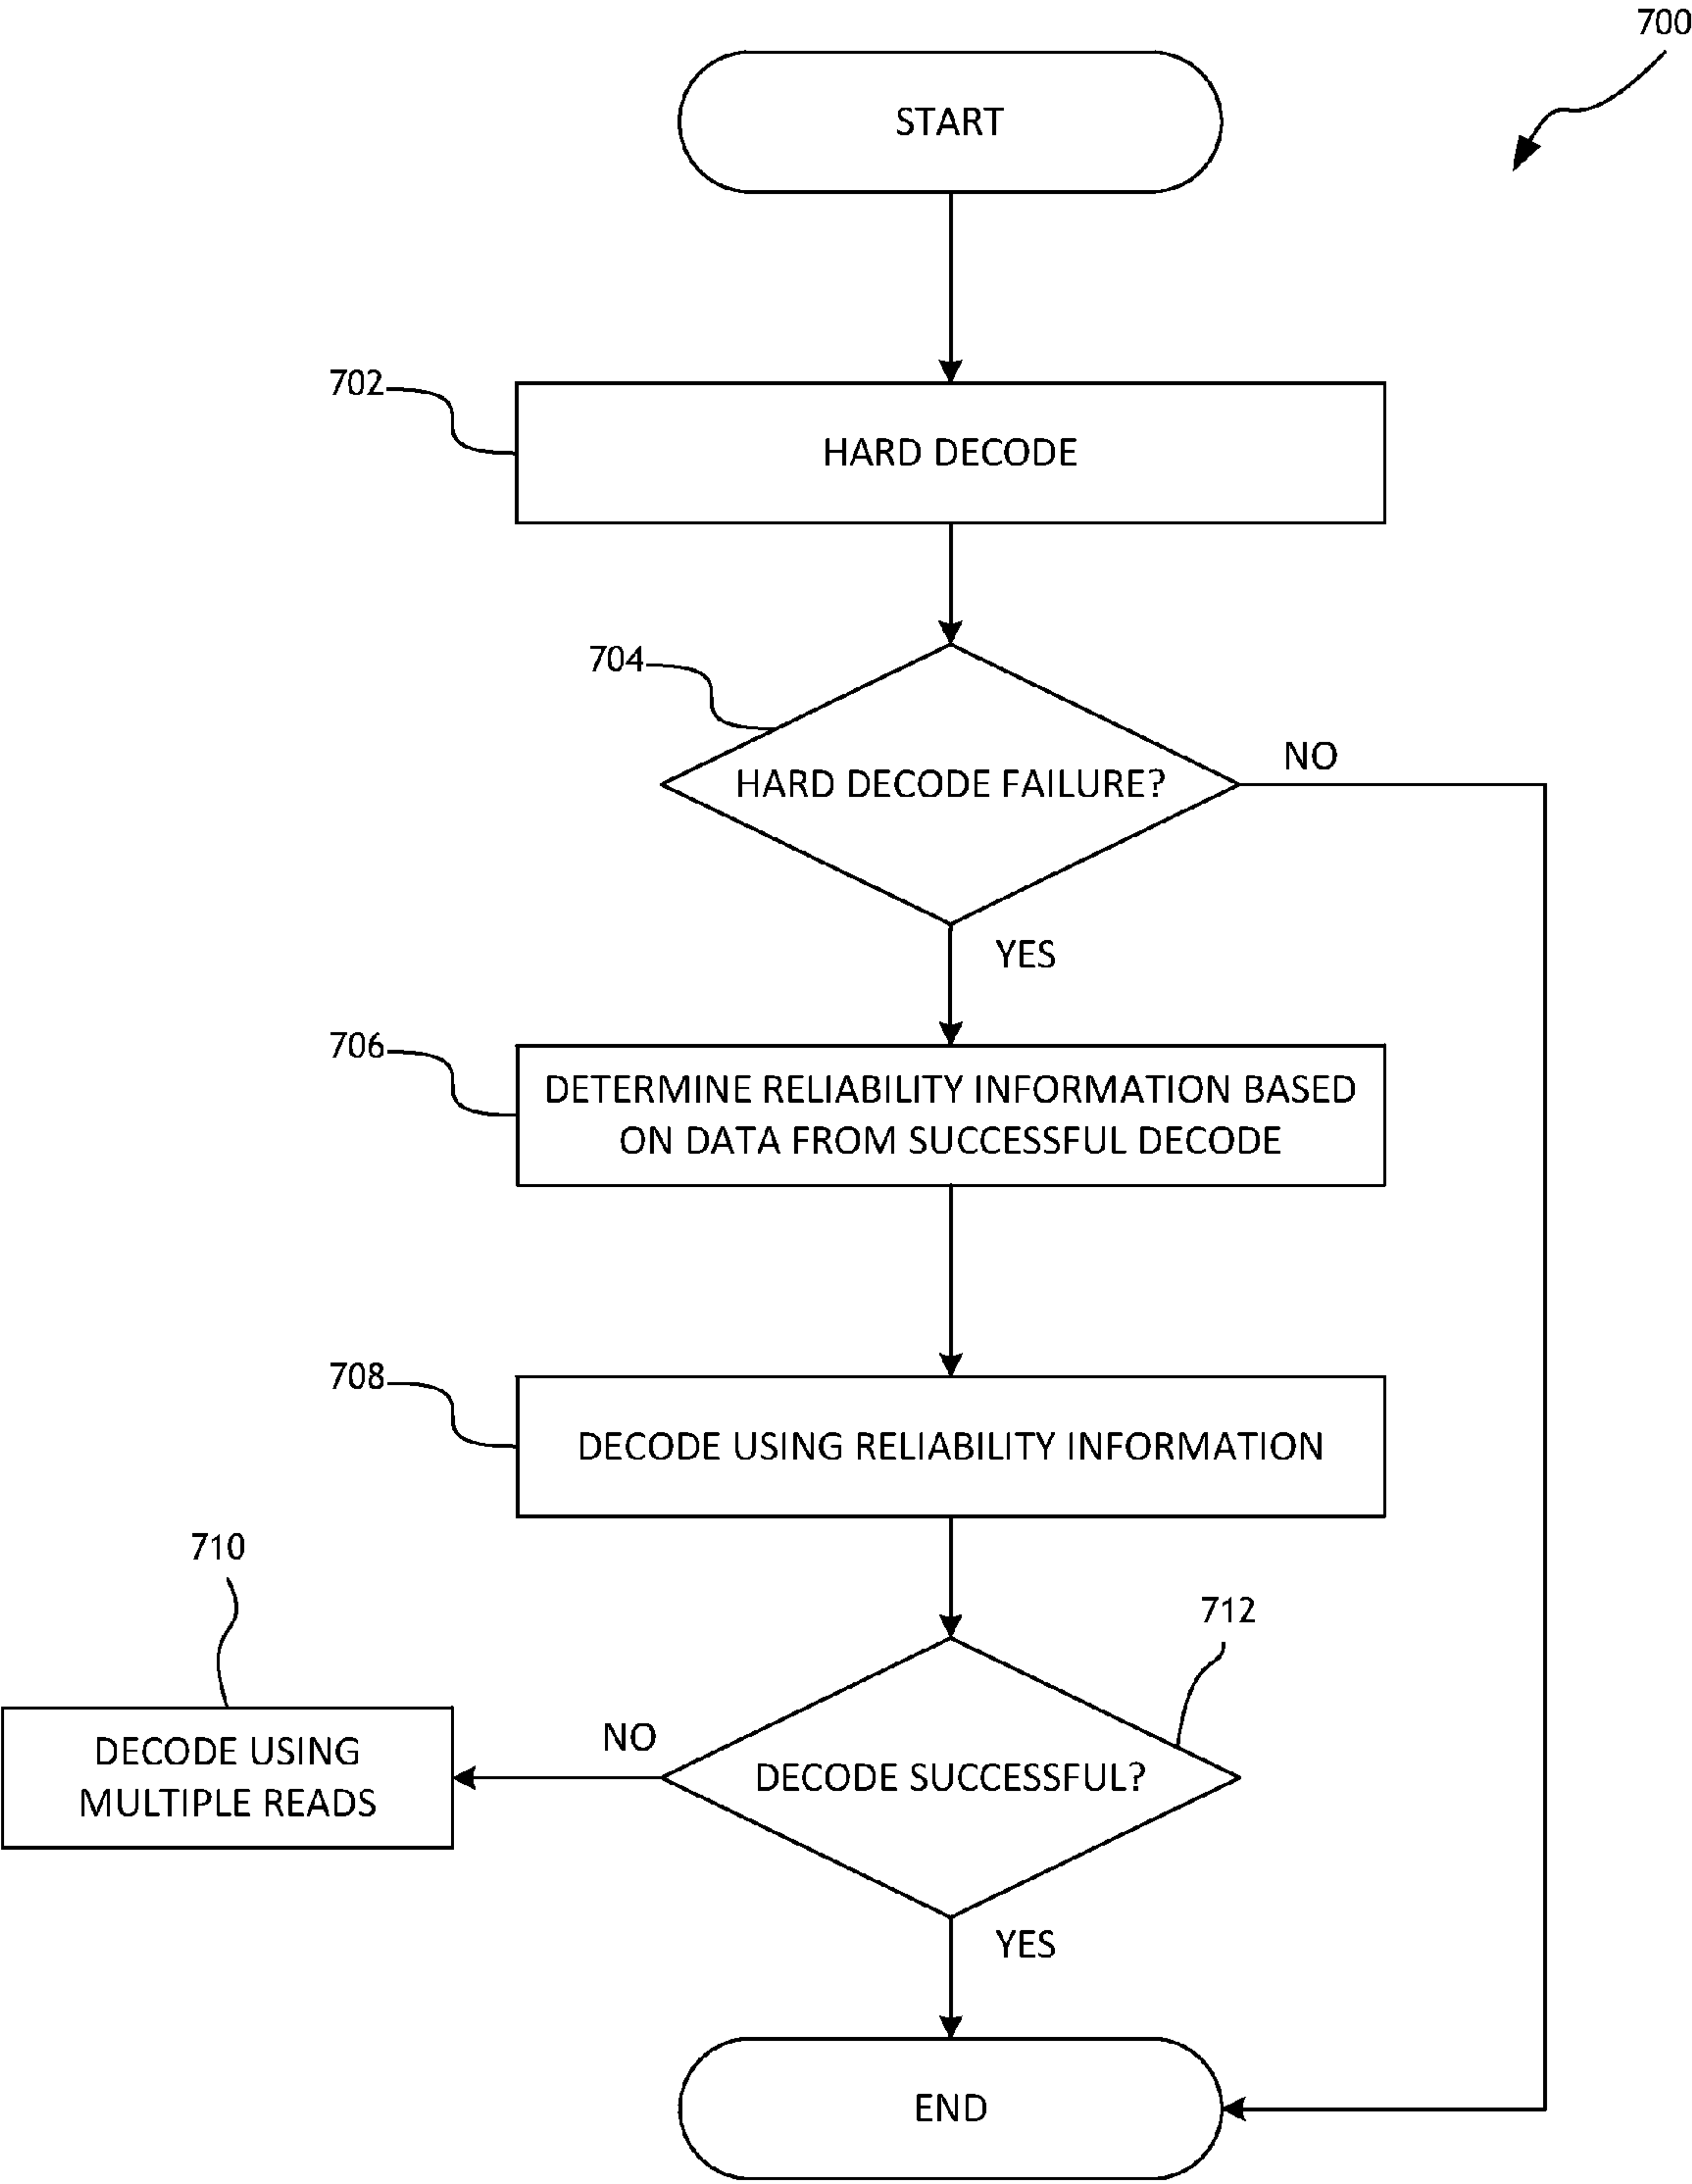 700
START
702
HARD DECODE
704
HARD DECODE FAILURE?
NO
YES
706
DETERMINE RELIABILITY INFORMATION BASED
ON DATA FROM SUCCESSFUL DECODE
708
DECODE USING RELIABILITY INFORMATION
710
712
DECODE USING
MULTIPLE READS
NO
DECODE SUCCESSFUL?
YES
END